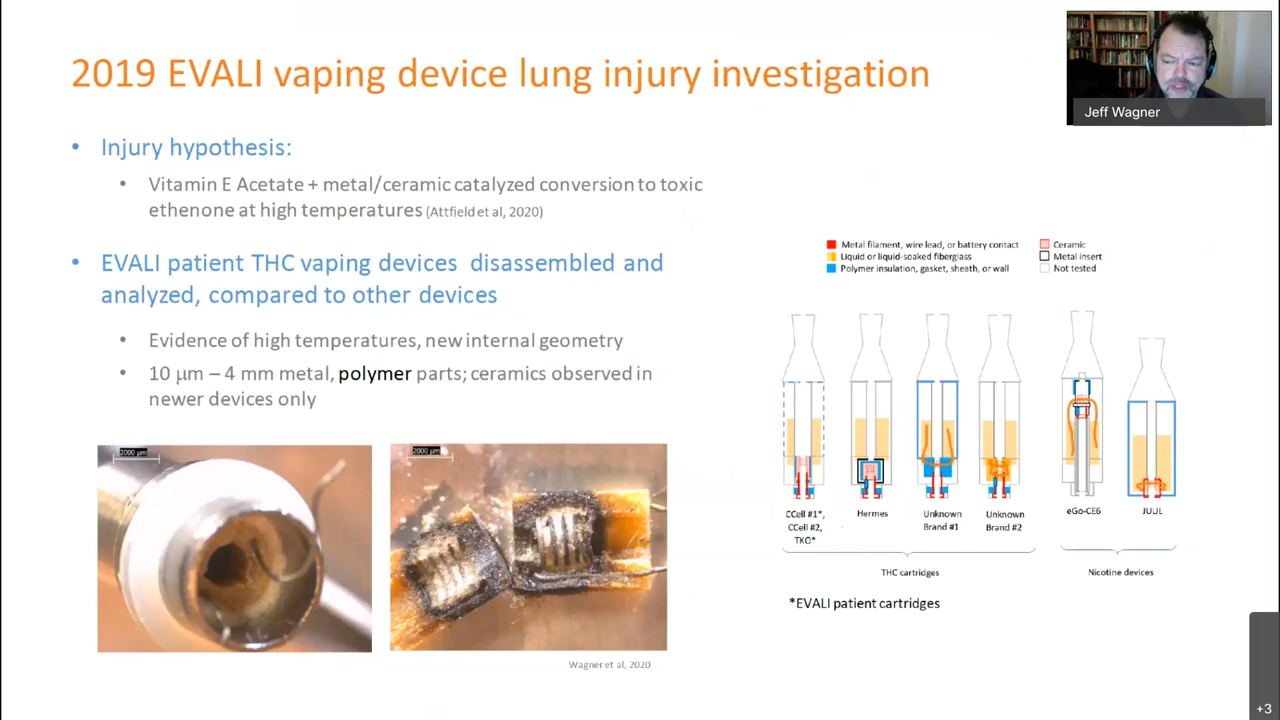 2019 EVALI vaping device lung injury investigation
Jeff Wagner
• Injury hypothesis:
• Vitamin E Acetate + metal/ceramic catalyzed conversion to toxic
ethenone at high temperatures (Attfield et al, 2020)
• EVALI patient THC vaping devices disassembled and
analyzed, compared to other devices
• Evidence of high temperatures, new internal geometry
• 10 µm – 4 mm metal, polymer parts; ceramics observed in
newer devices only
2000 µm
2000 µm
Wagner et al, 2020
Metal filament, wire lead, or battery contact
Liquid or liquid-soaked fiberglass
Polymer insulation, gasket, sheath, or wall
Ceramic
Metal insert
Not tested
CCell #1*,
CCell #2,
TKO*
Hermes
Unknown
Brand #1
Unknown
Brand #2
eGo-CE6
JUUL
THC cartridges
Nicotine devices
*EVALI patient cartridges
+3